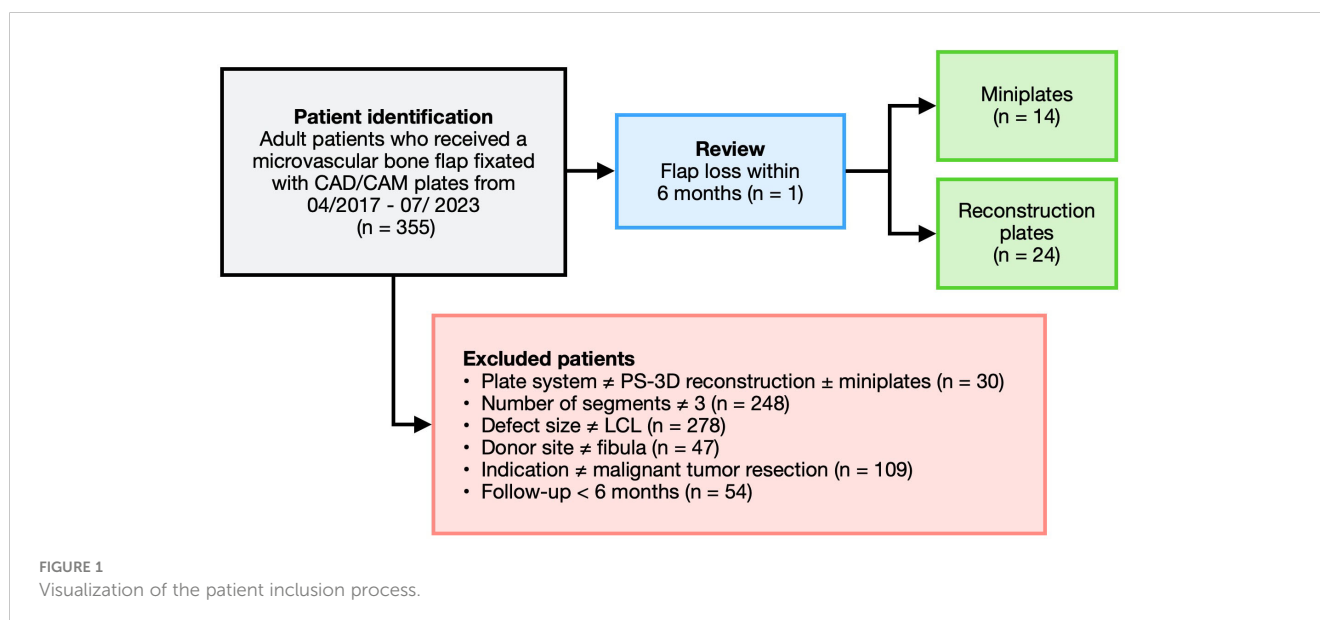 Patient identification
Adult patients who received a
microvascular bone flap fixated
with CAD/CAM plates from
04/2017 - 07/ 2023
(n = 355)
Review
Flap loss within
6 months (n = 1)
Miniplates
(n = 14)
Reconstruction
plates
(n = 24)
Excluded patients
• Plate system ≠ PS-3D reconstruction ± miniplates (n = 30)
• Number of segments ≠ 3 (n = 248)
• Defect size ≠ LCL (n = 278)
• Donor site ≠ fibula (n = 47)
• Indication ≠ malignant tumor resection (n = 109)
• Follow-up < 6 months (n = 54)
FIGURE 1
Visualization of the patient inclusion process.